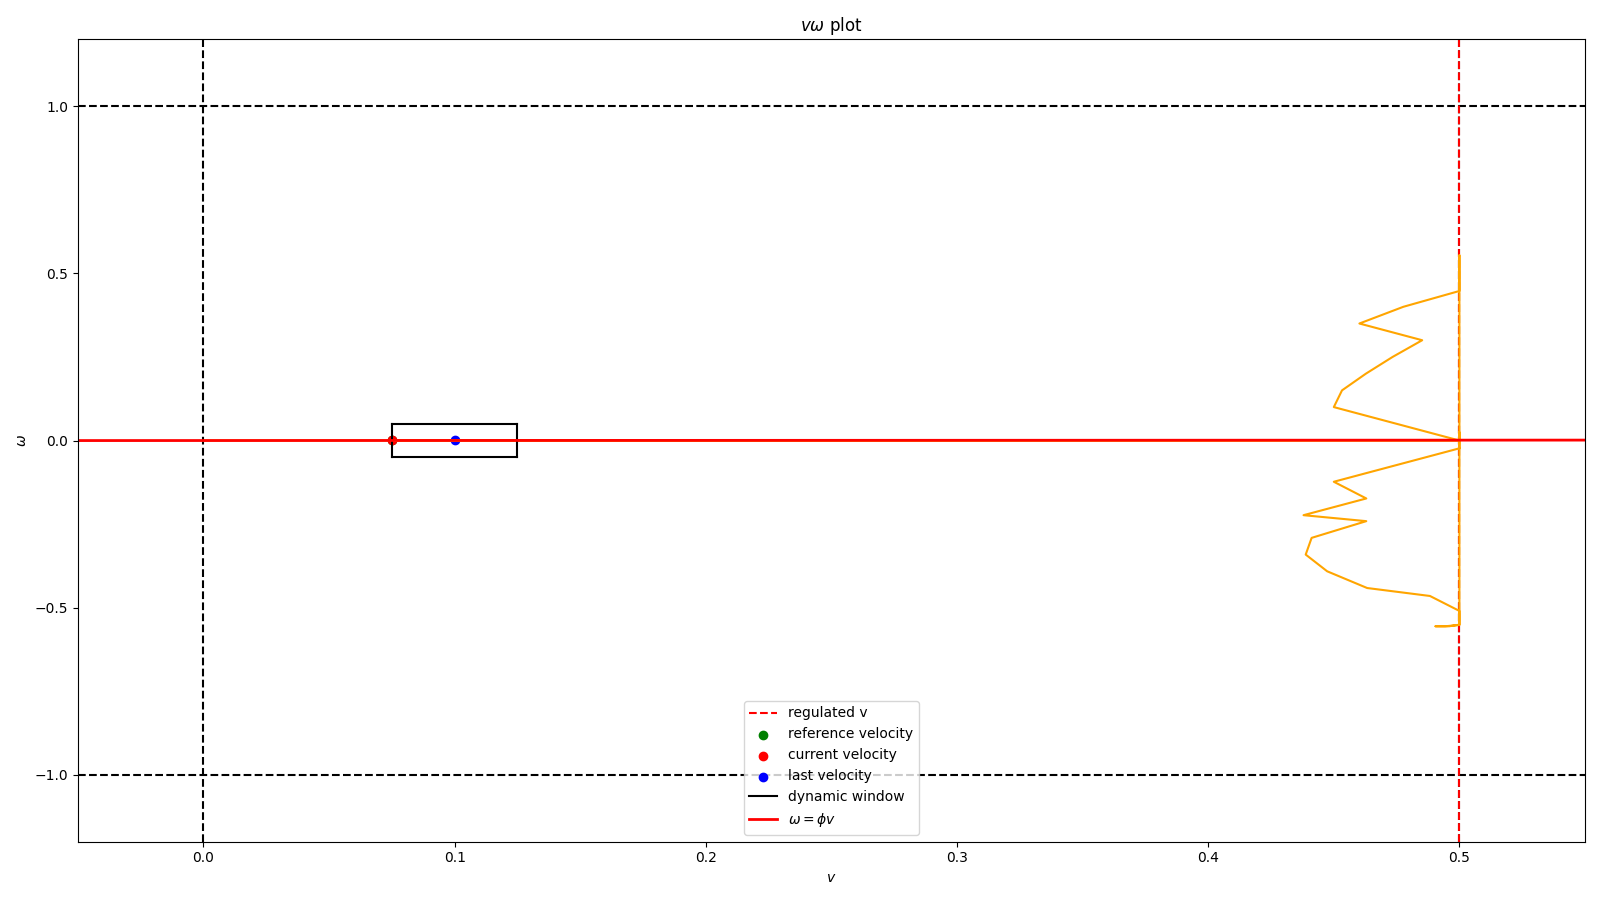 vω plot
1.0
0.5
ω
0.0
−0.5
−1.0
regulated v
reference velocity
current velocity
last velocity
dynamic window
ω = ϕv
0.0 0.1 0.2 0.3 0.4 0.5
v